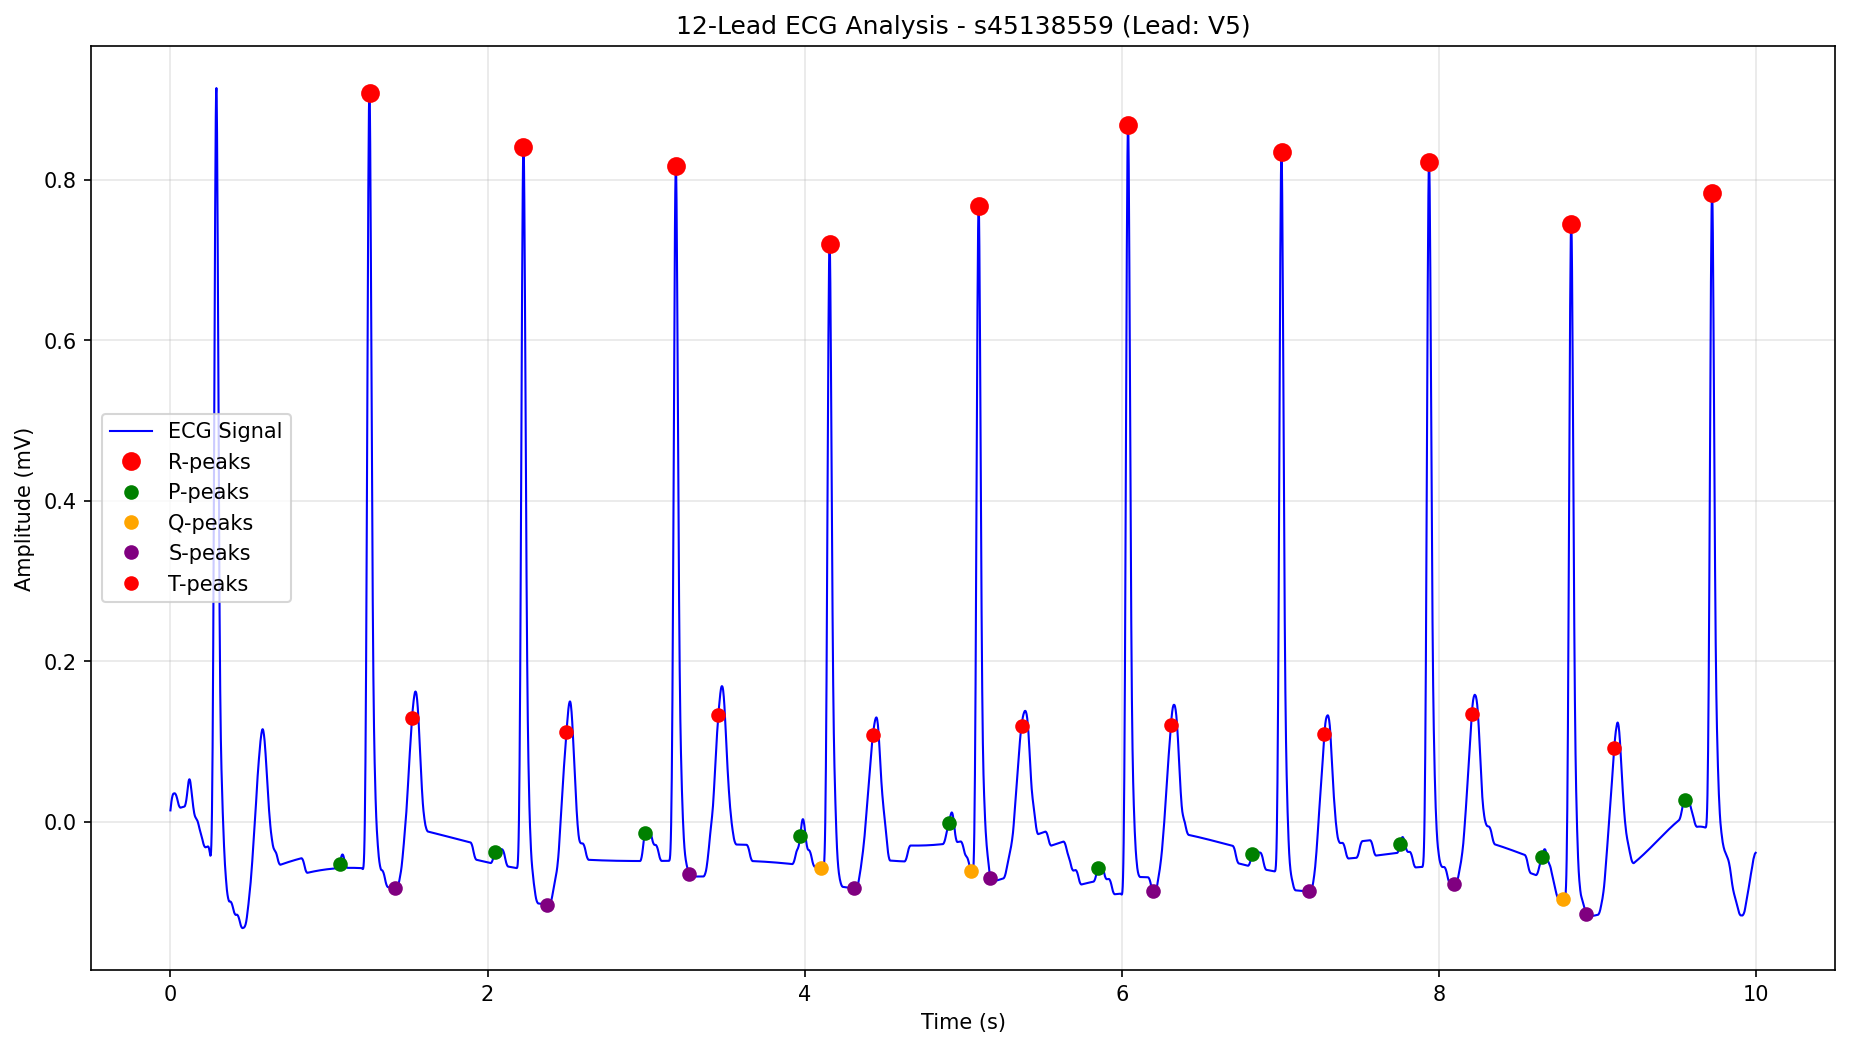 12-Lead ECG Analysis - s45138559 (Lead: V5)
Amplitude (mV)
0.8
0.6
0.4
0.2
0.0
ECG Signal
R-peaks
P-peaks
Q-peaks
S-peaks
T-peaks
0 2 4 6 8 10
Time (s)